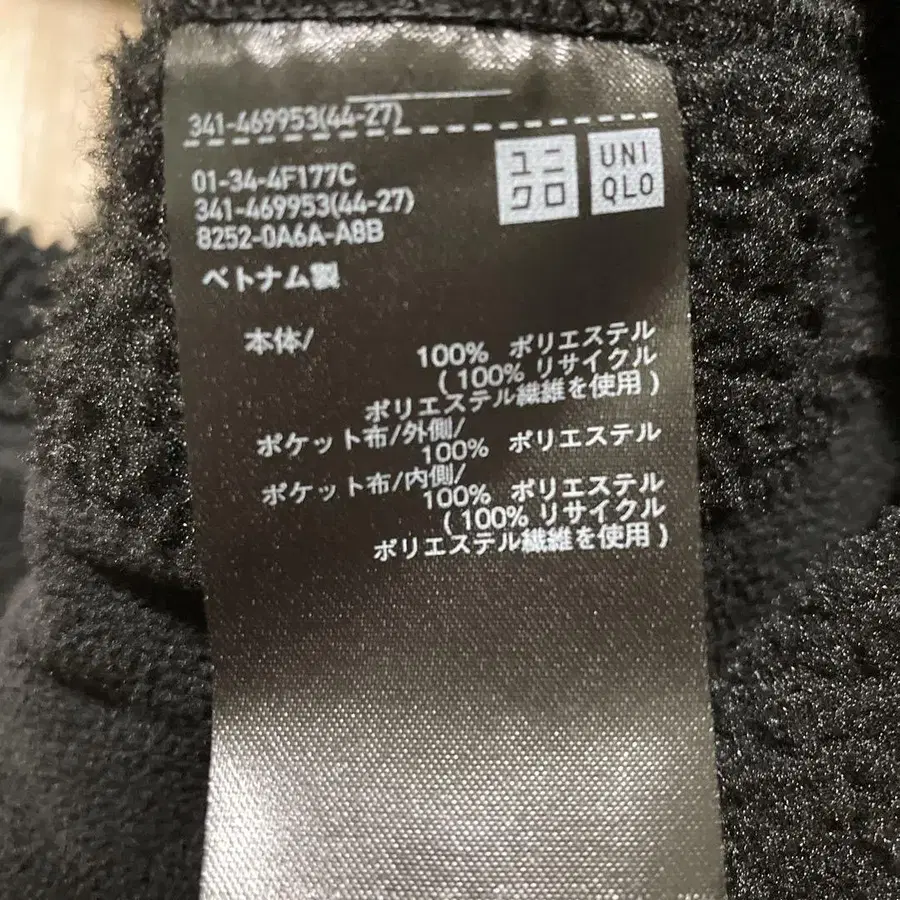 341-469953(44-27)
ユニクロ
UNIQLO
01-34-4F177C
341-469953(44-27)
8252-0A6A-A8B
ベトナム製
本体/
100% ポリエステル
( 100% リサイクル
ポリエステル繊維を使用 )
ポケット布/外側/
100% ポリエステル
ポケット布/内側/
100% ポリエステル
( 100% リサイクル
ポリエステル繊維を使用 )